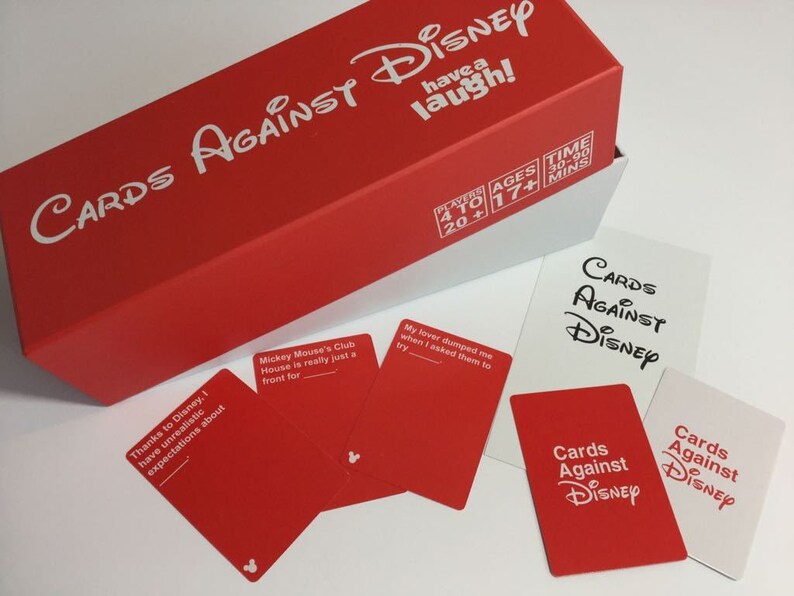 Cards Against Disney
have a
laugh!
PLAYERS
4 TO
20 +
AGES
17+
TIME
30-90
MINS
Cards
Against
Disney
Thanks to Disney, I
have unrealistic
expectations about
______.
Mickey Mouse's Club
House is really just a
front for ______.
My lover dumped me
when I asked them to
try ______.
Cards
Against
Disney
Cards
Against
Disney